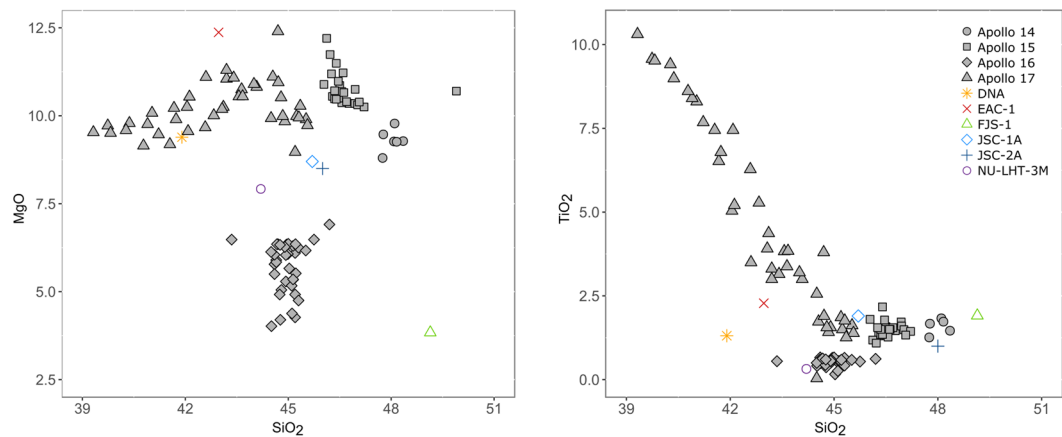 12.5
10.0
7.5
5.0
2.5
MgO
39
42
45
48
51
SiO2
10.0
7.5
5.0
2.5
0.0
TiO2
39
42
45
48
51
SiO2
Apollo 14
Apollo 15
Apollo 16
Apollo 17
DNA
EAC-1
FJS-1
JSC-1A
JSC-2A
NU-LHT-3M